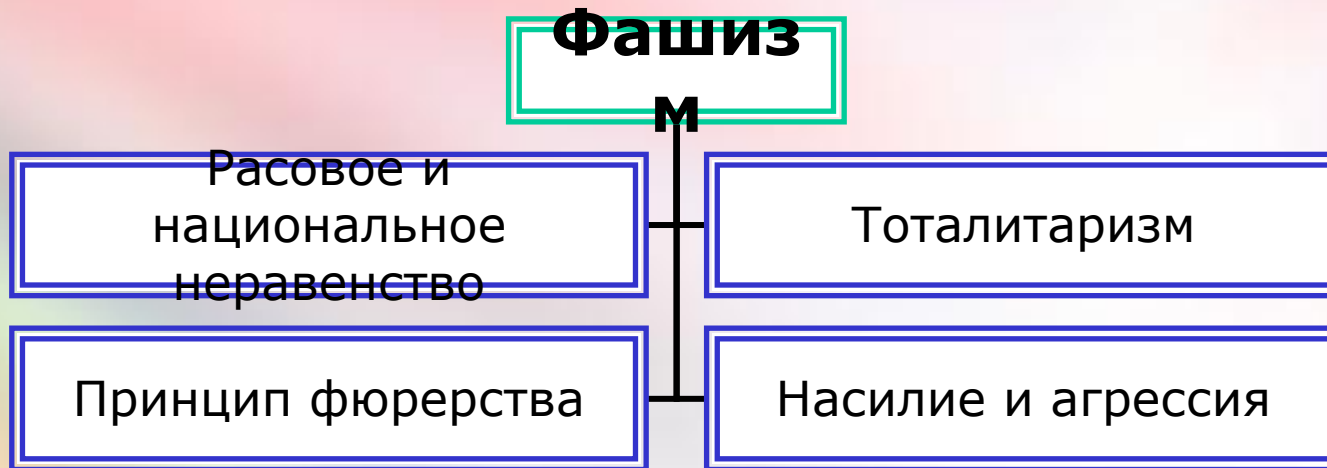 Фашиз
м
Расовое и
национальное
неравенство
Тоталитаризм
Принцип фюрерства
Насилие и агрессия